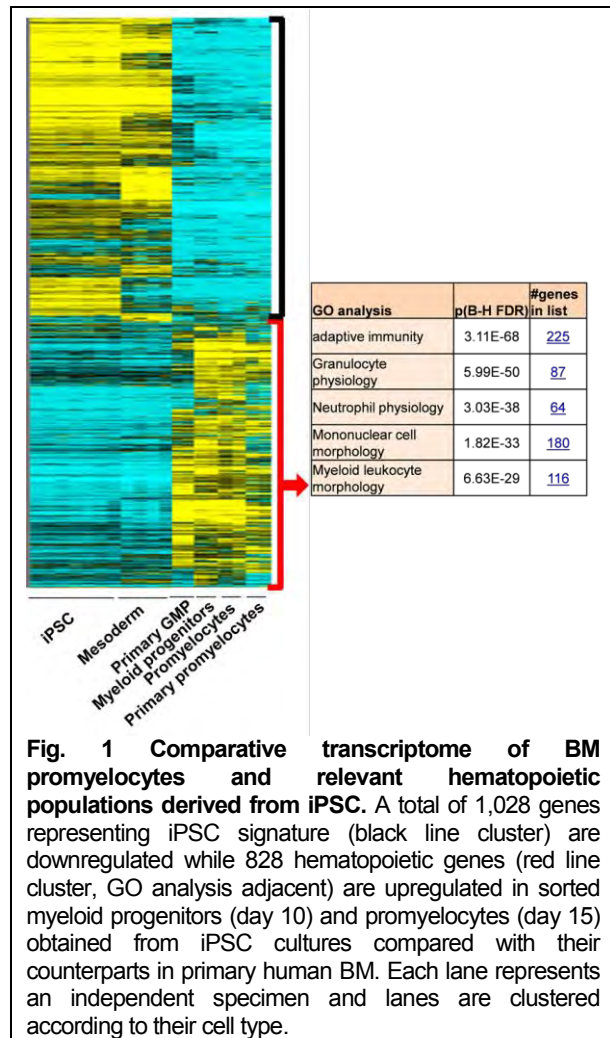 GO analysis p(B-H FDR) #genes in list
adaptive immunity 3.11E-68 225
Granulocyte physiology 5.99E-50 87
Neutrophil physiology 3.03E-38 64
Mononuclear cell morphology 1.82E-33 180
Myeloid leukocyte morphology 6.63E-29 116
iPSC
Mesoderm
Primary GMP
Myeloid progenitors
Promyelocytes
Primary promyelocytes
Fig. 1 Comparative transcriptome of BM
promyelocytes and relevant hematopoietic
populations derived from iPSC. A total of 1,028 genes
representing iPSC signature (black line cluster) are
downregulated while 828 hematopoietic genes (red line
cluster, GO analysis adjacent) are upregulated in sorted
myeloid progenitors (day 10) and promyelocytes (day 15)
obtained from iPSC cultures compared with their
counterparts in primary human BM. Each lane represents
an independent specimen and lanes are clustered
according to their cell type.